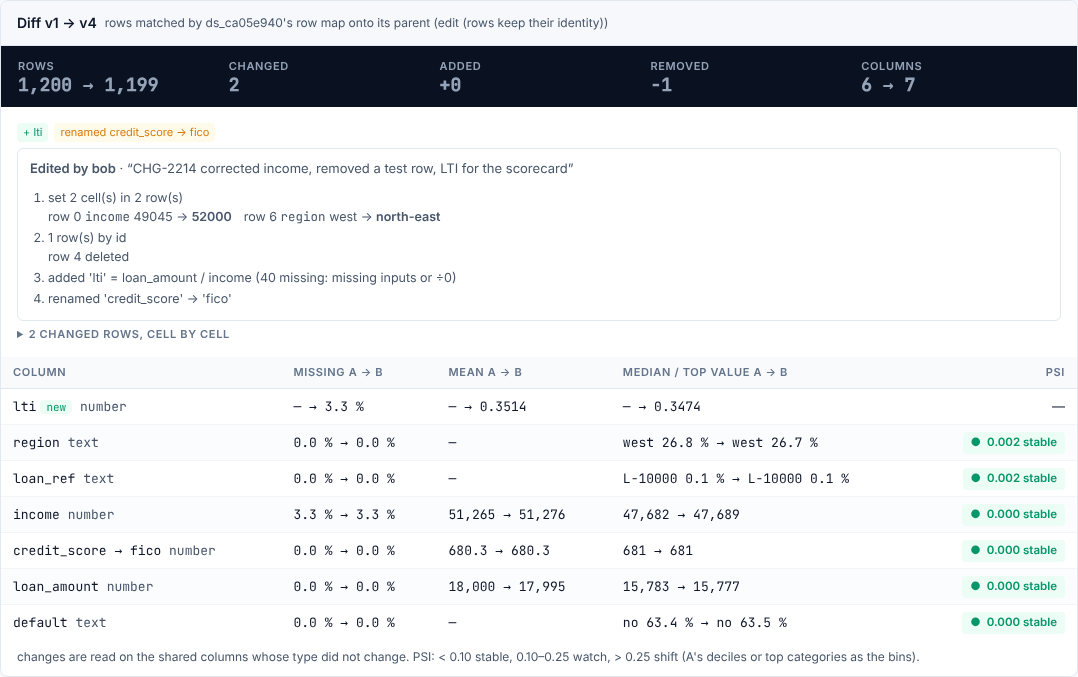 Diff v1 → v4 rows matched by ds_ca05e940's row map onto its parent (edit (rows keep their identity))
ROWS CHANGED ADDED REMOVED COLUMNS
1,200 → 1,199 2 +0 -1 6 → 7
+ lti renamed credit_score → fico
Edited by bob · “CHG-2214 corrected income, removed a test row, LTI for the scorecard”
1. set 2 cell(s) in 2 row(s)
row 0 income 49045 → 52000 row 6 region west → north-east
2. 1 row(s) by id
row 4 deleted
3. added 'lti' = loan_amount / income (40 missing: missing inputs or ÷0)
4. renamed 'credit_score' → 'fico'
▶ 2 CHANGED ROWS, CELL BY CELL
COLUMN MISSING A → B MEAN A → B MEDIAN / TOP VALUE A → B PSI
lti new number — → 3.3 % — → 0.3514 — → 0.3474 —
region text 0.0 % → 0.0 % — west 26.8 % → west 26.7 % ● 0.002 stable
loan_ref text 0.0 % → 0.0 % — L-10000 0.1 % → L-10000 0.1 % ● 0.002 stable
income number 3.3 % → 3.3 % 51,265 → 51,276 47,682 → 47,689 ● 0.000 stable
credit_score → fico number 0.0 % → 0.0 % 680.3 → 680.3 681 → 681 ● 0.000 stable
loan_amount number 0.0 % → 0.0 % 18,000 → 17,995 15,783 → 15,777 ● 0.000 stable
default text 0.0 % → 0.0 % — no 63.4 % → no 63.5 % ● 0.000 stable
changes are read on the shared columns whose type did not change. PSI: < 0.10 stable, 0.10–0.25 watch, > 0.25 shift (A's deciles or top categories as the bins).